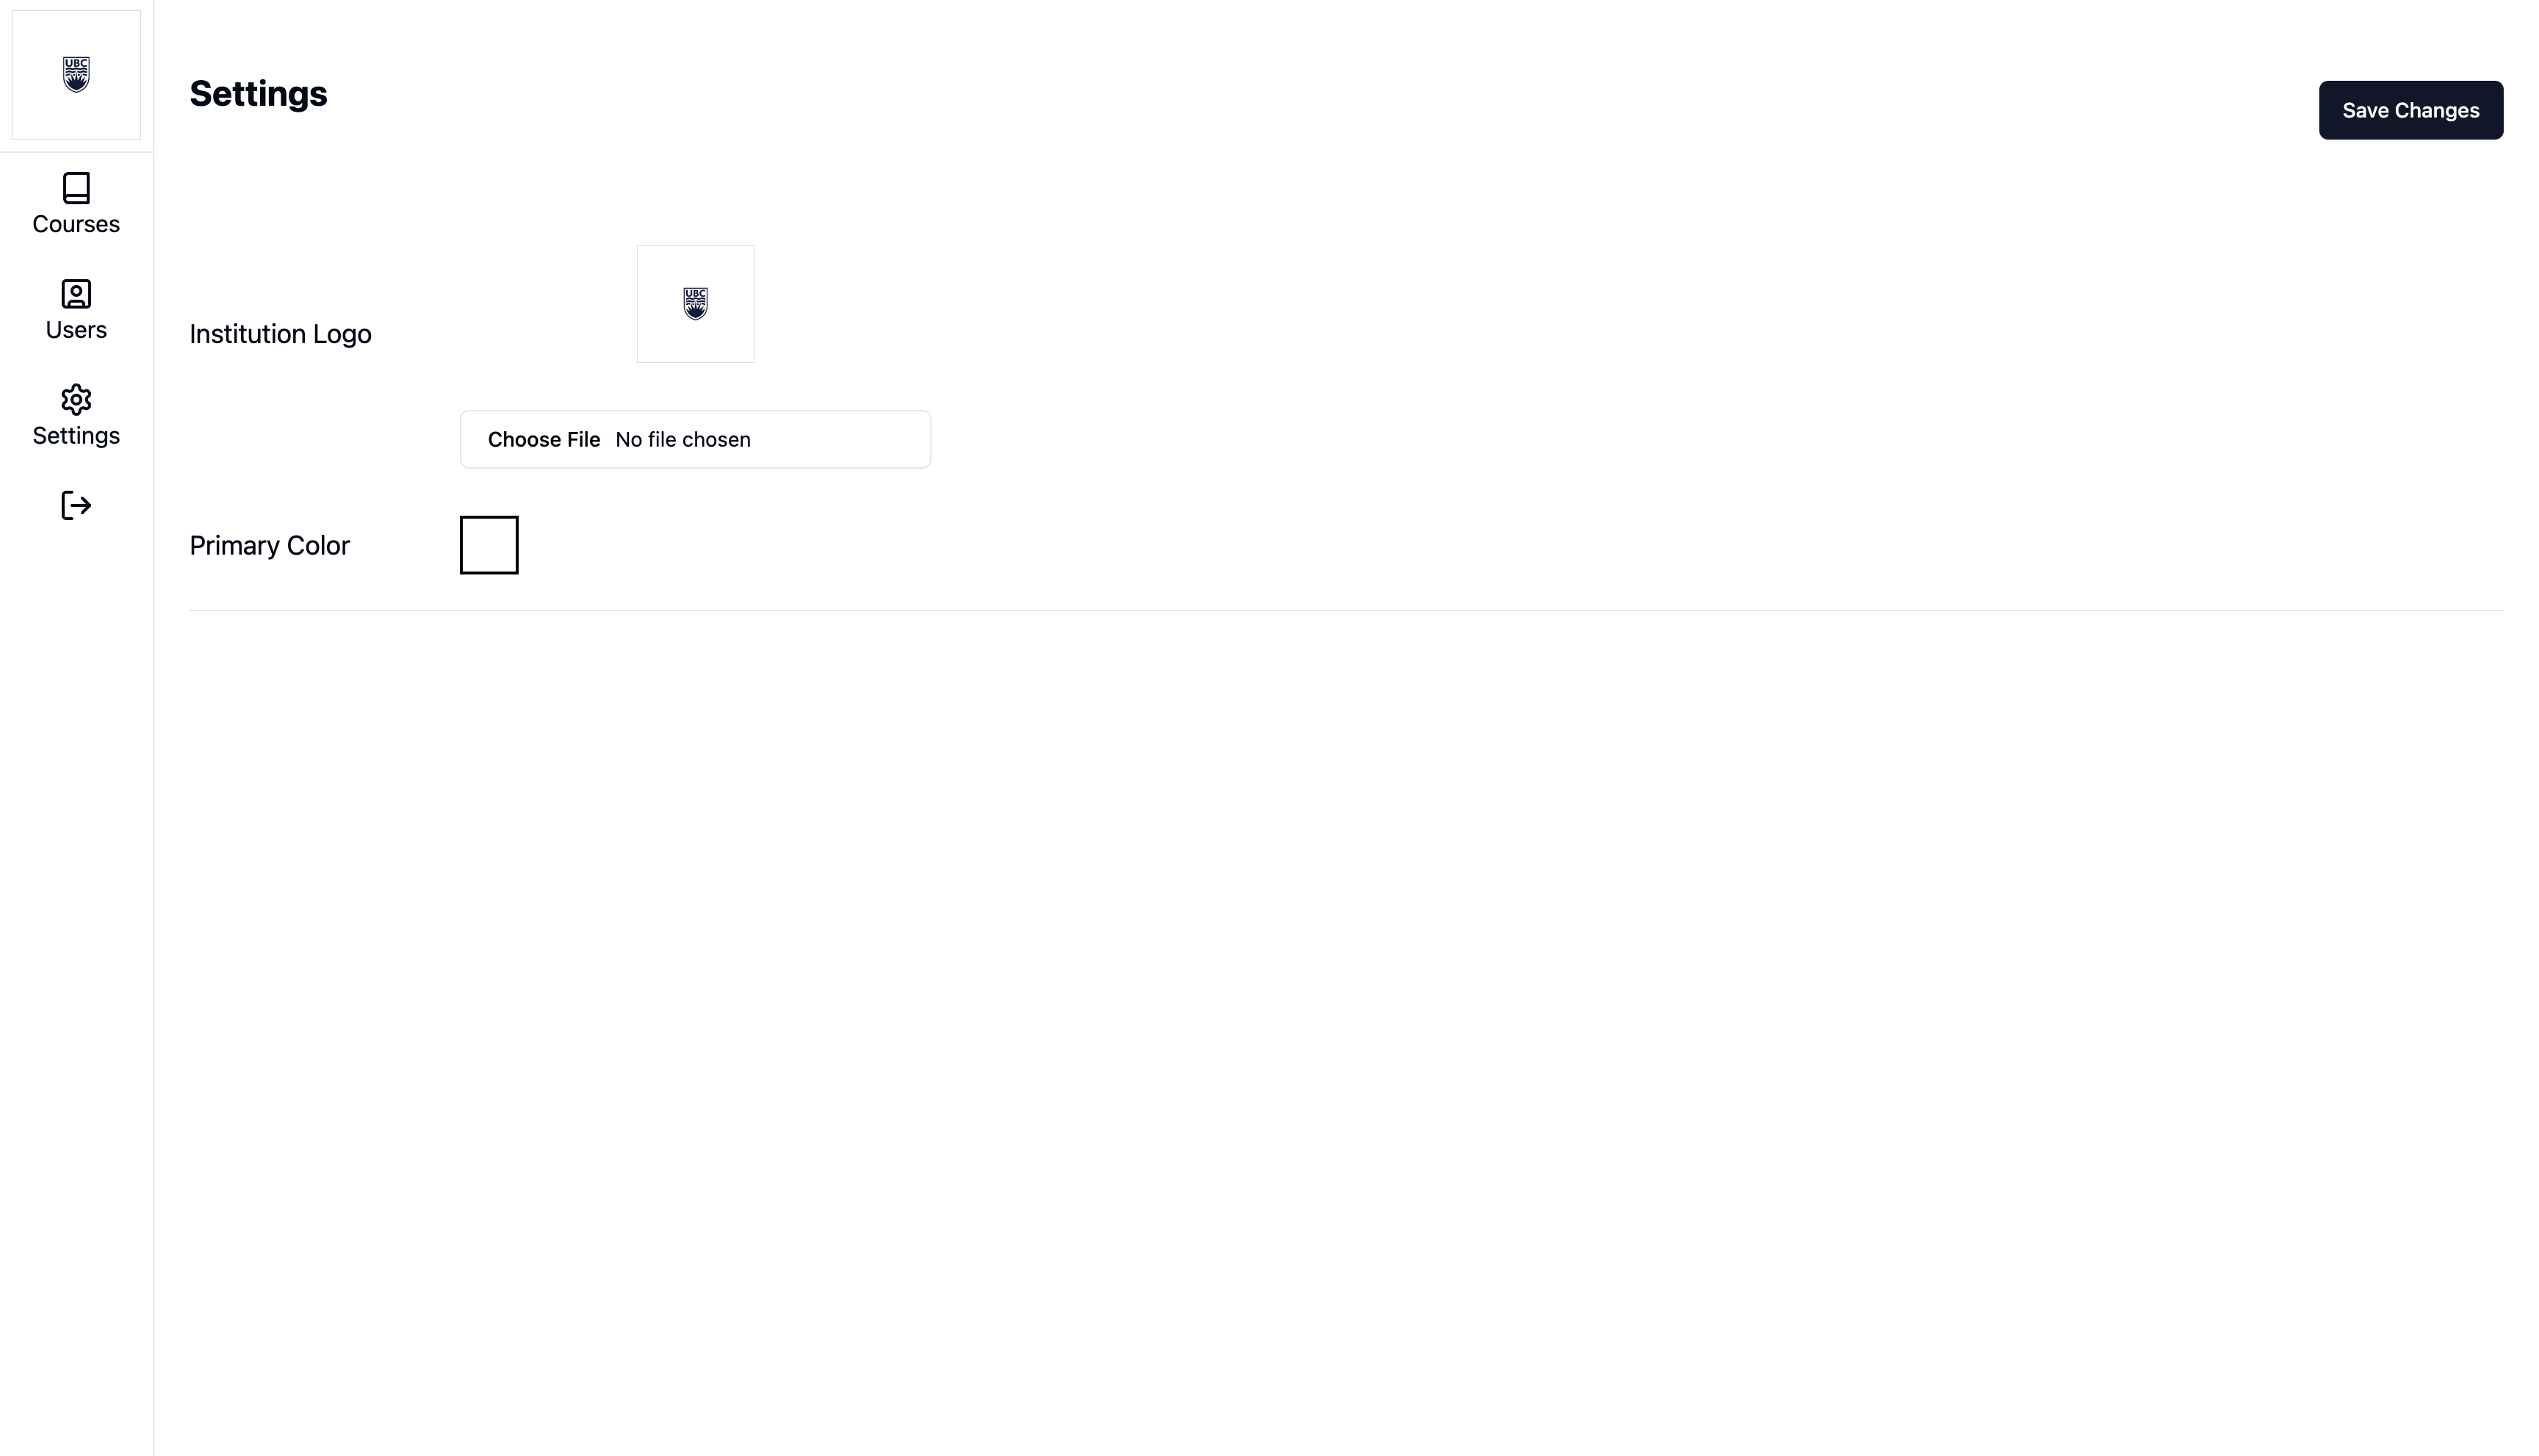 UBC
Courses
Users
Settings
Settings
Save Changes
Institution Logo
UBC
Choose File No file chosen
Primary Color